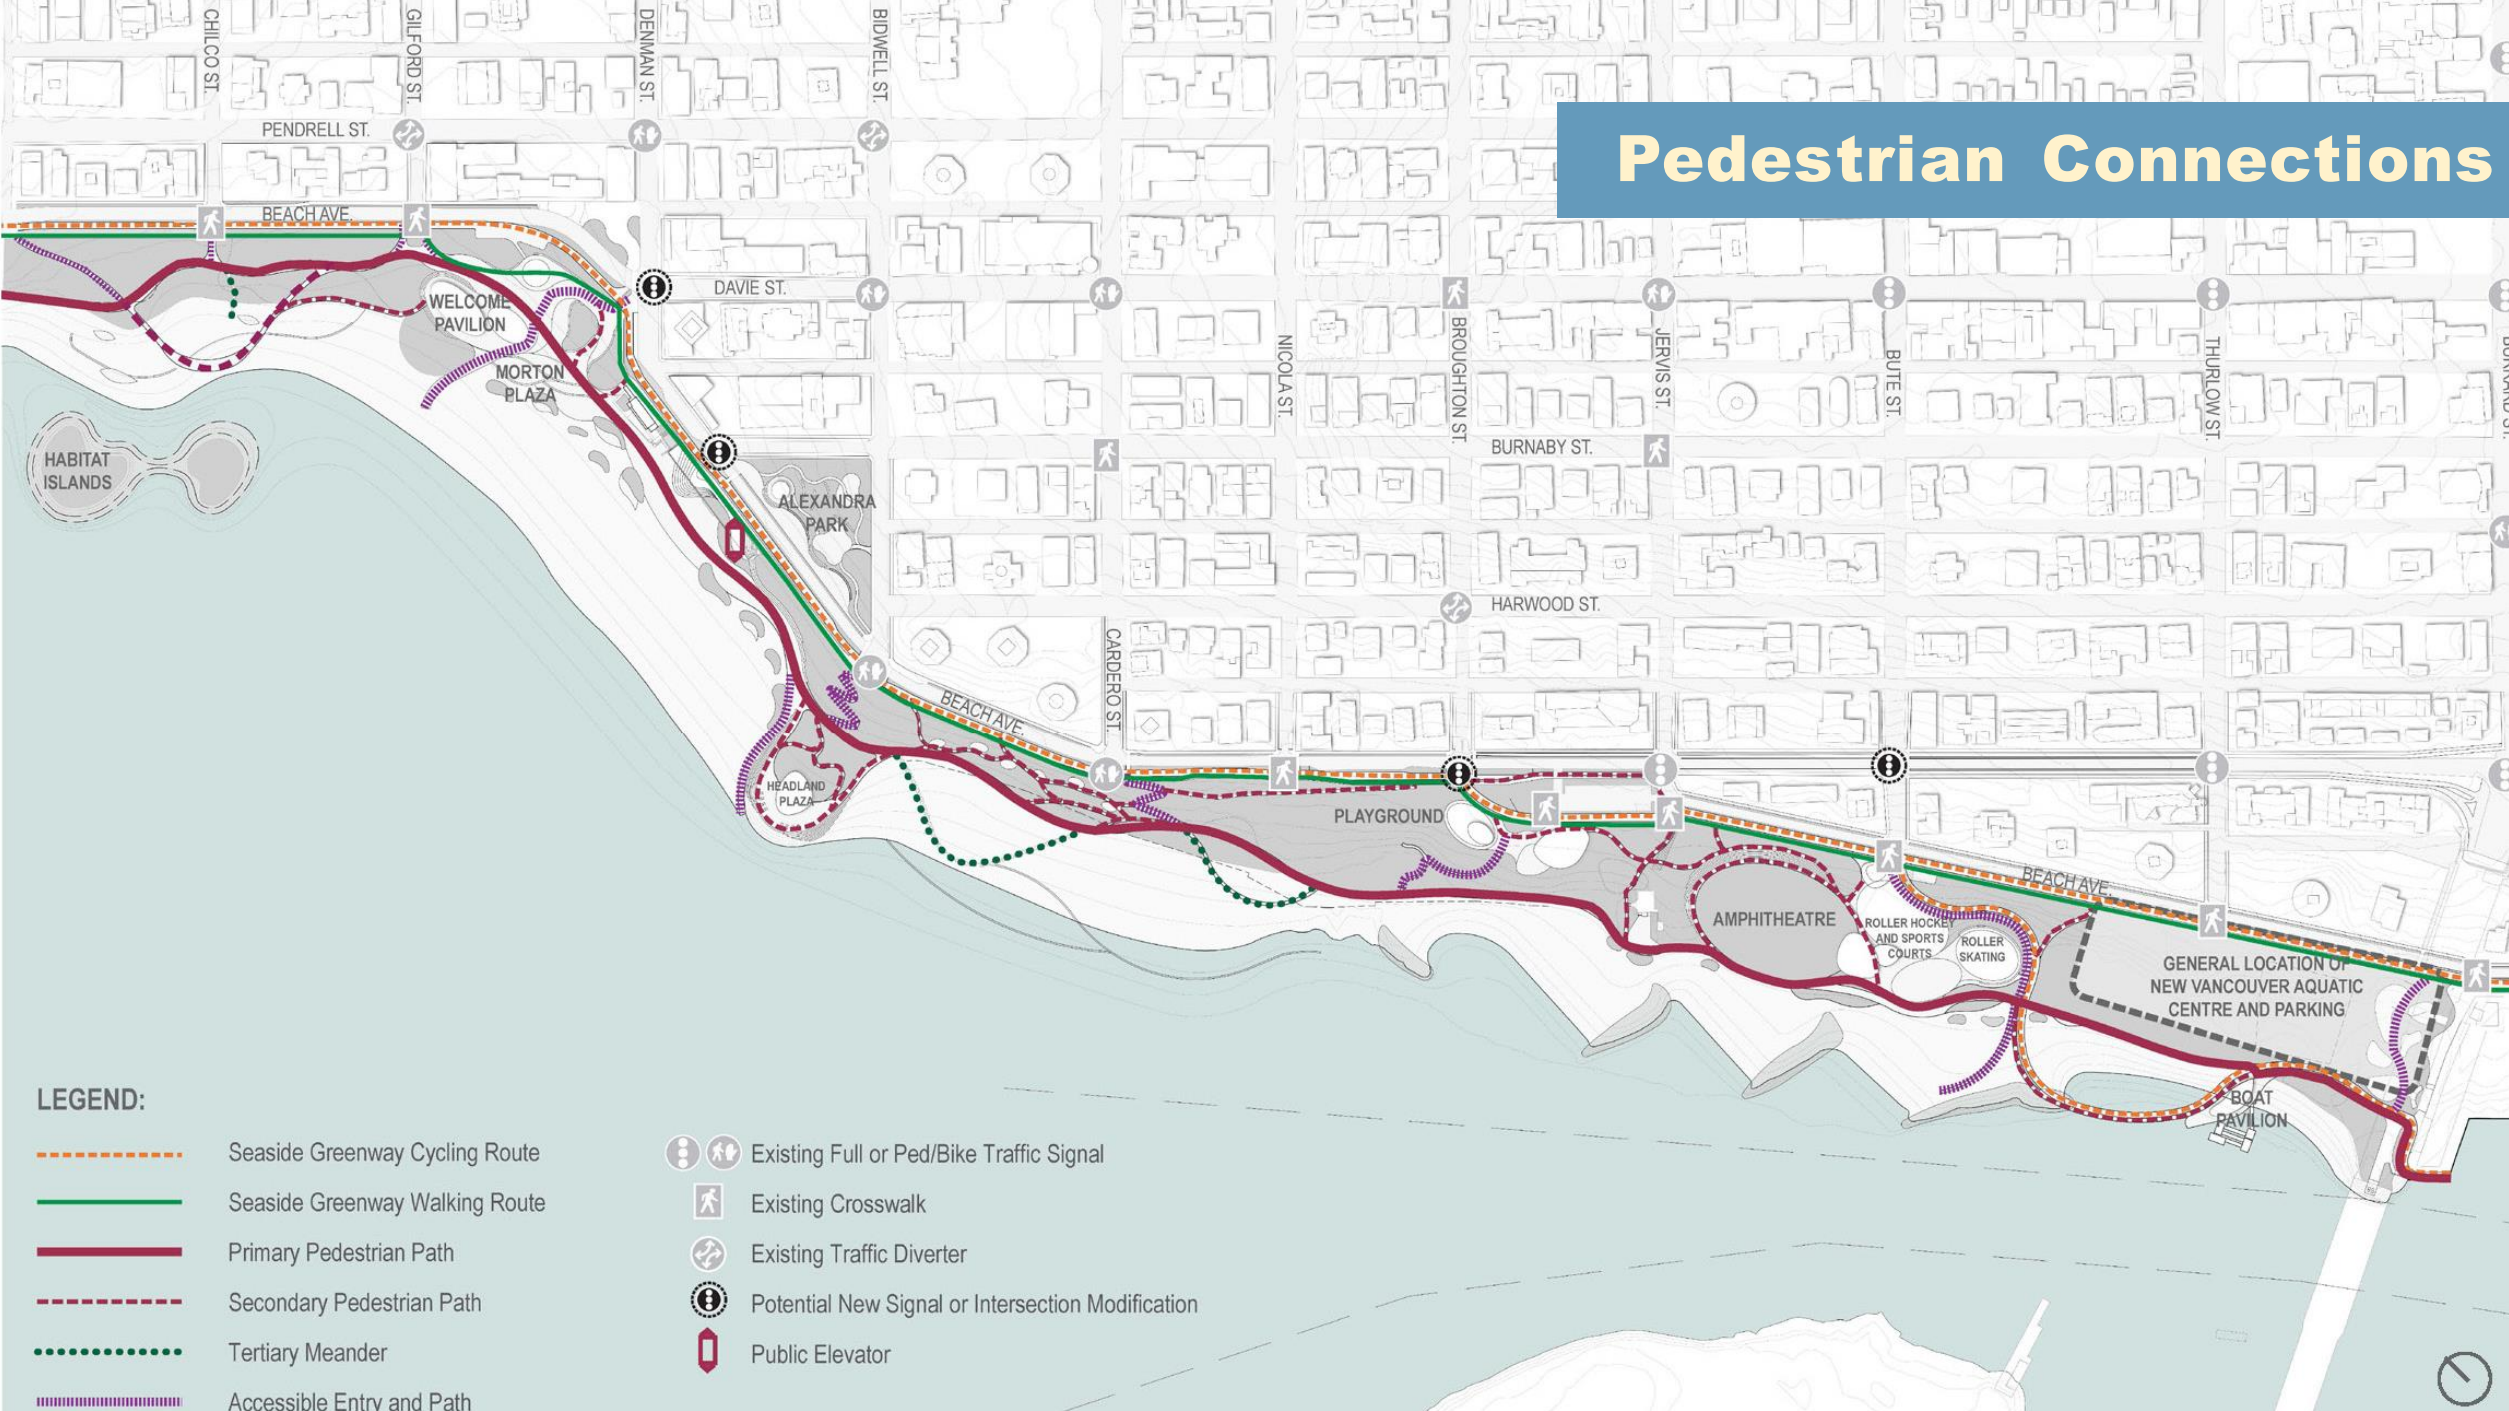 CHILCO ST.
GILFORD ST.
DENMAN ST.
BIDWELL ST.
PENDRELL ST.
Pedestrian Connections
BEACH AVE.
DAVIE ST.
WELCOME
PAVILION
MORTON
PLAZA
NICOLA ST.
BROUGHTON ST.
JERVIS ST.
BUTE ST.
THURLOW ST.
HABITAT
ISLANDS
BURNABY ST.
ALEXANDRA
PARK
HARWOOD ST.
CARDERO ST.
BEACH AVE.
HEADLAND
PLAZA
PLAYGROUND
BEACH AVE.
AMPHITHEATRE
ROLLER HOCKEY
AND SPORTS
COURTS
ROLLER
SKATING
GENERAL LOCATION OF
NEW VANCOUVER AQUATIC
CENTRE AND PARKING
BOAT
PAVILION
LEGEND:
Seaside Greenway Cycling Route
Seaside Greenway Walking Route
Primary Pedestrian Path
Secondary Pedestrian Path
Tertiary Meander
Accessible Entry and Path
Existing Full or Ped/Bike Traffic Signal
Existing Crosswalk
Existing Traffic Diverter
Potential New Signal or Intersection Modification
Public Elevator